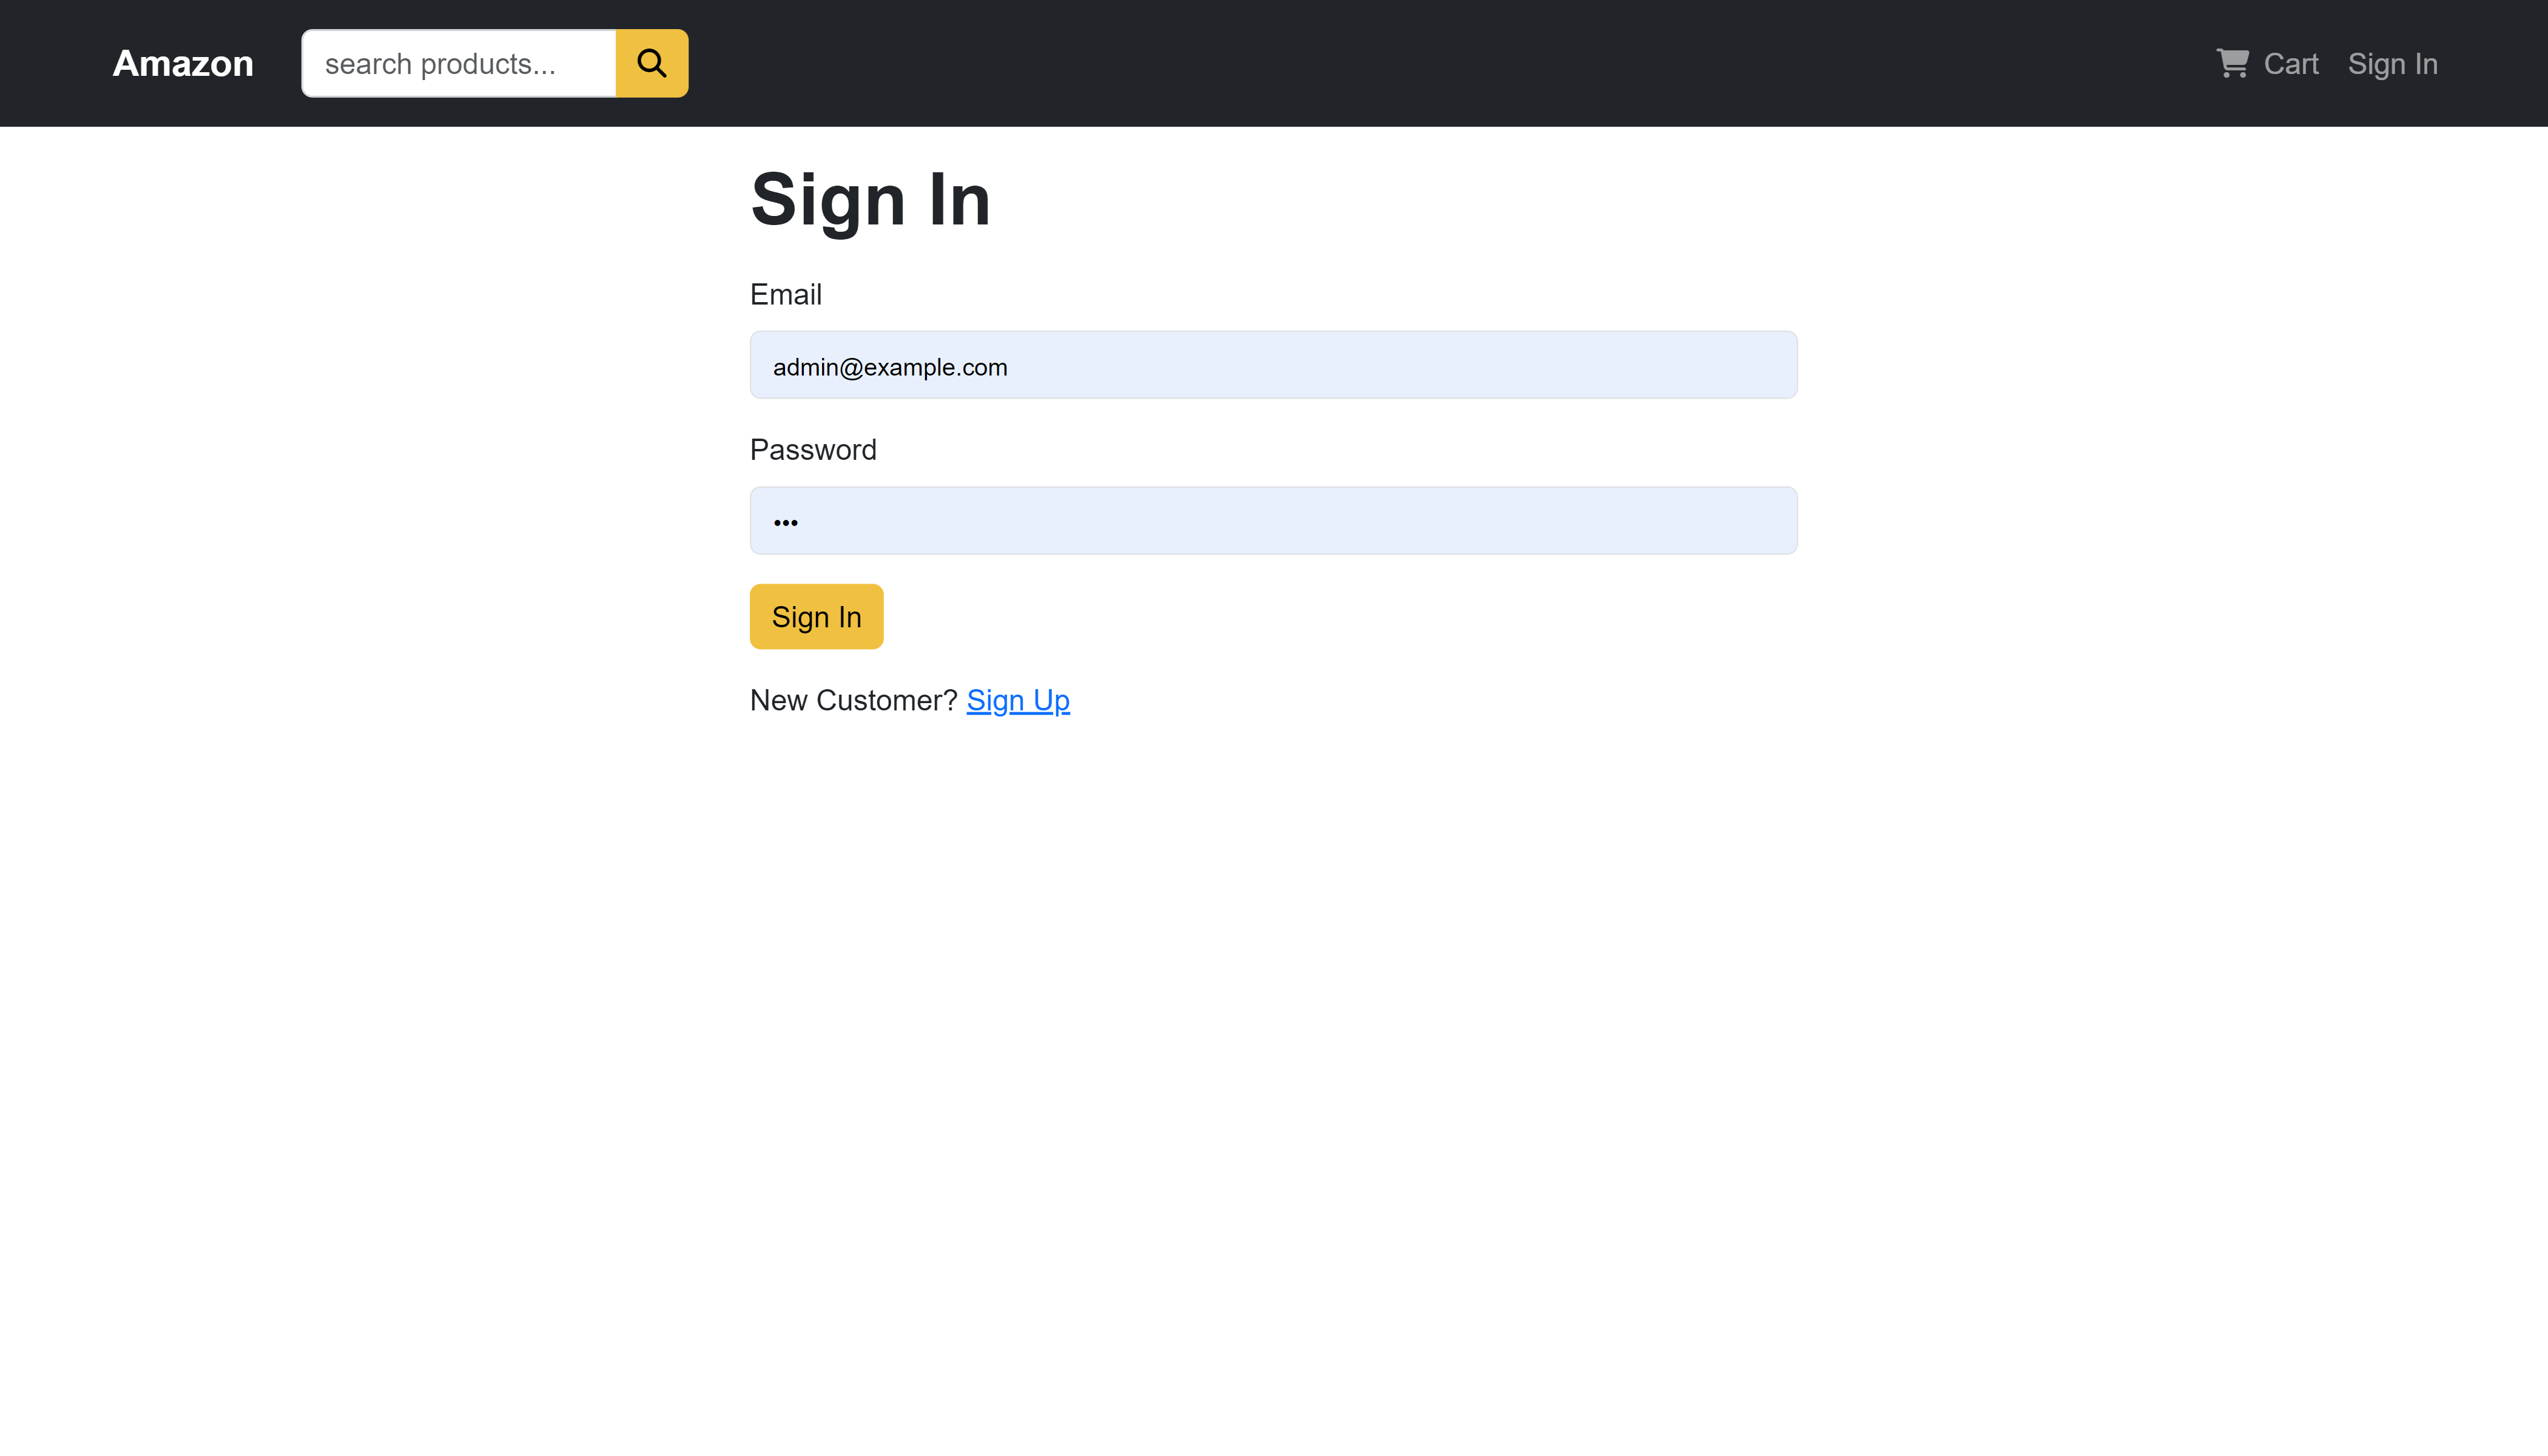 Amazon search products... Cart Sign In
Sign In
Email
admin@example.com
Password
•••
Sign In
New Customer? Sign Up